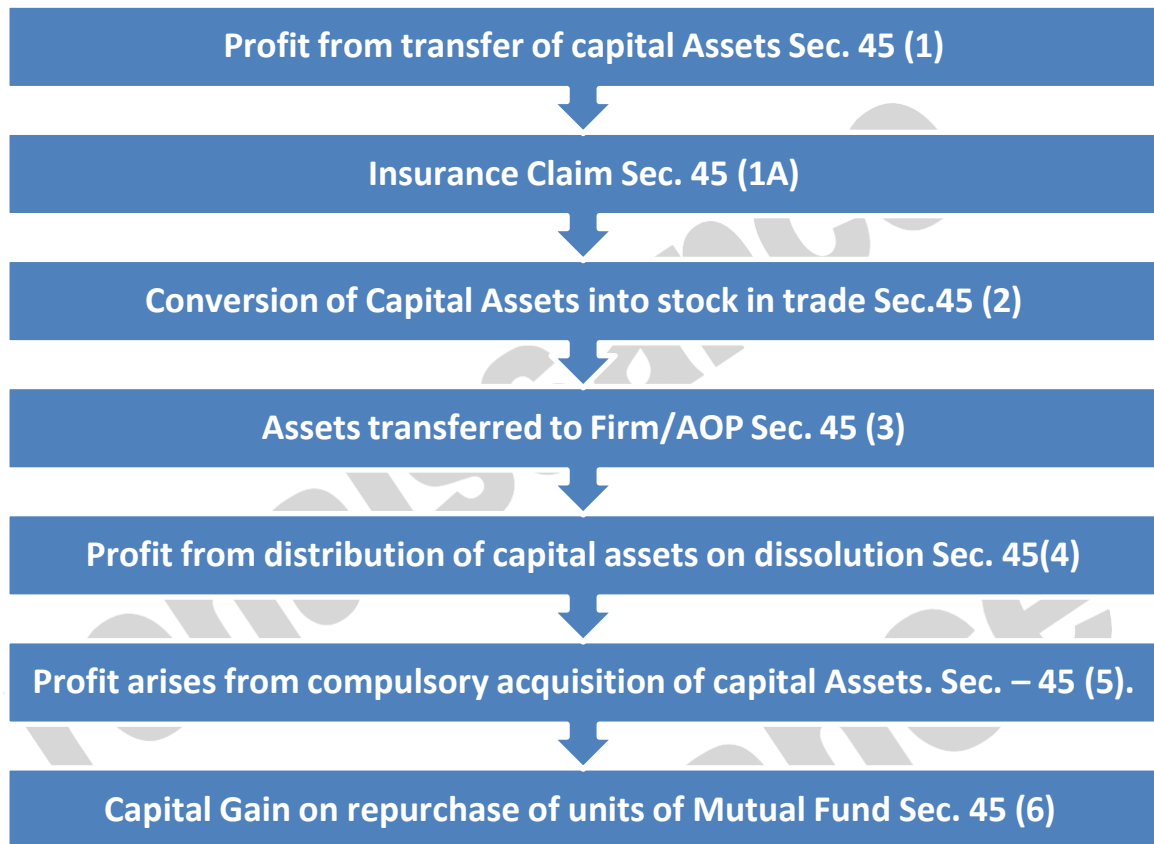 Profit from transfer of capital Assets Sec. 45 (1)
Insurance Claim Sec. 45 (1A)
Conversion of Capital Assets into stock in trade Sec.45 (2)
Assets transferred to Firm/AOP Sec. 45 (3)
Profit from distribution of capital assets on dissolution Sec. 45(4)
Profit arises from compulsory acquisition of capital Assets. Sec. – 45 (5).
Capital Gain on repurchase of units of Mutual Fund Sec. 45 (6)